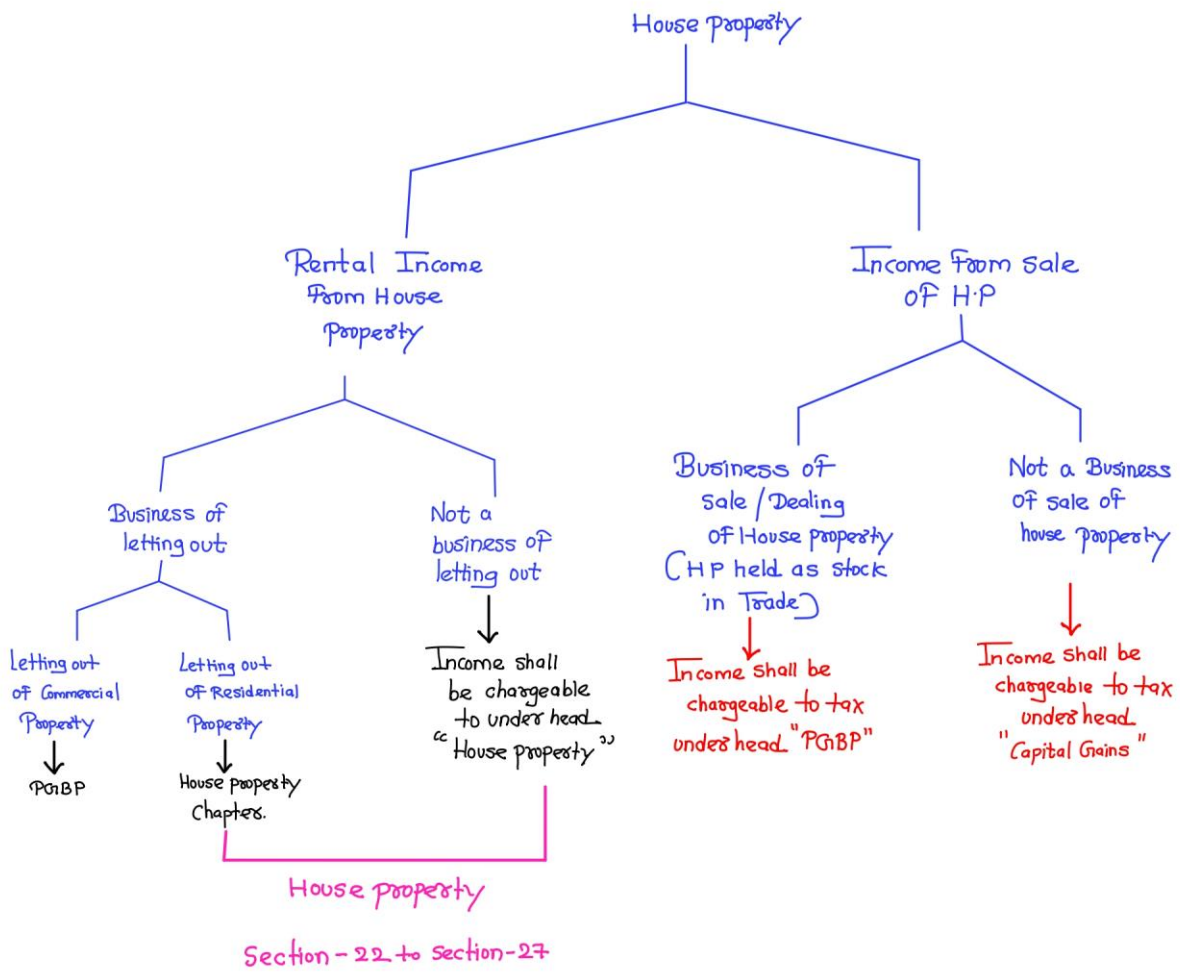 House property
Rental Income
From House
property
Income from sale
of H.P
Business of
letting out
Not a
business of
letting out
Business of
sale/Dealing
of House property
(HP held as stock
in Trade)
Not a Business
of sale of
house property
Letting out
of Commercial
Property
Letting out
of Residential
Property
Income shall
be chargeable
to under head
"House property"
Income shall be
chargeable to tax
under head "PGBP"
Income shall be
chargeable to tax
under head
"Capital Gains"
PGBP
House property
Chapter.
House property
Section-22 to section-27